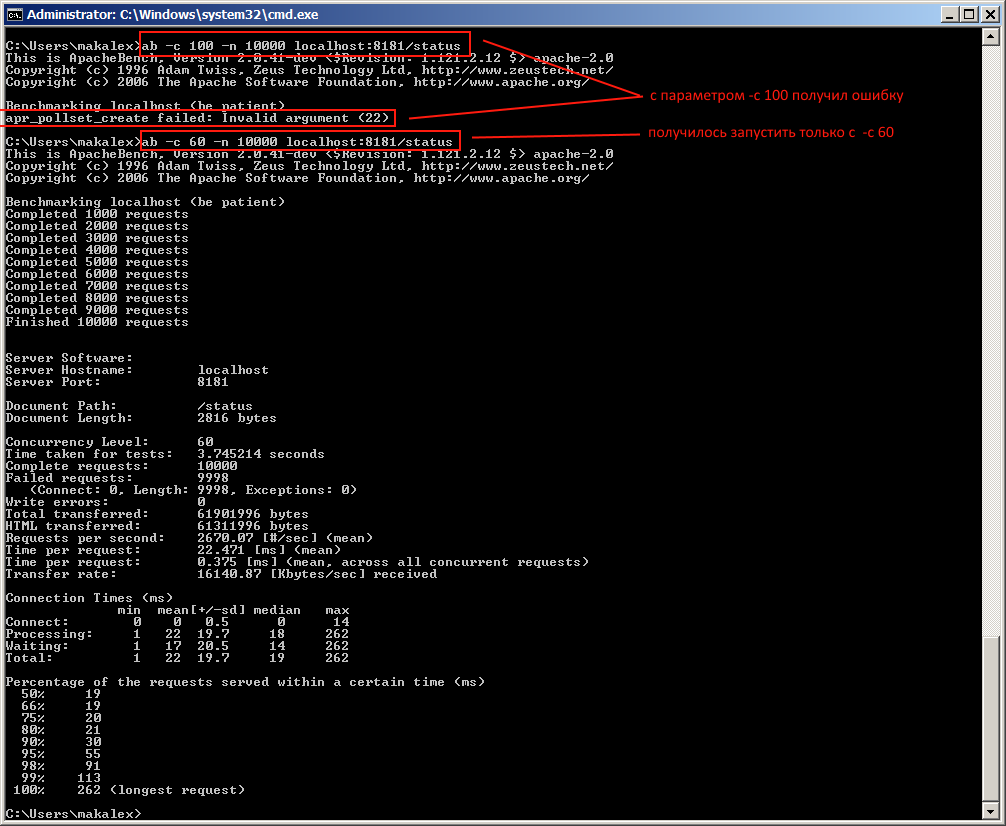 Administrator: C:\Windows\system32\cmd.exe
C:\Users\makalex>ab -c 100 -n 10000 localhost:8181/status
This is ApacheBench, Version 2.0.41-dev <$Revision: 1.121.2.12 $> apache-2.0
Copyright (c) 1996 Adam Twiss, Zeus Technology Ltd, http://www.zeustech.net/
Copyright (c) 2006 The Apache Software Foundation, http://www.apache.org/
с параметром -с 100 получил ошибку
Benchmarking localhost (be patient)
apr_pollset_create failed: Invalid argument (22)
получилось запустить только с -с 60
C:\Users\makalex>ab -c 60 -n 10000 localhost:8181/status
This is ApacheBench, Version 2.0.41-dev <$Revision: 1.121.2.12 $> apache-2.0
Copyright (c) 1996 Adam Twiss, Zeus Technology Ltd, http://www.zeustech.net/
Copyright (c) 2006 The Apache Software Foundation, http://www.apache.org/
Benchmarking localhost (be patient)
Completed 1000 requests
Completed 2000 requests
Completed 3000 requests
Completed 4000 requests
Completed 5000 requests
Completed 6000 requests
Completed 7000 requests
Completed 8000 requests
Completed 9000 requests
Finished 10000 requests
Server Software:
Server Hostname: localhost
Server Port: 8181
Document Path: /status
Document Length: 2816 bytes
Concurrency Level: 60
Time taken for tests: 3.745214 seconds
Complete requests: 10000
Failed requests: 9998
(Connect: 0, Length: 9998, Exceptions: 0)
Write errors: 0
Total transferred: 61901996 bytes
HTML transferred: 61311996 bytes
Requests per second: 2670.07 [#/sec] (mean)
Time per request: 22.471 [ms] (mean)
Time per request: 0.375 [ms] (mean, across all concurrent requests)
Transfer rate: 16140.87 [Kbytes/sec] received
Connection Times (ms)
min mean[+/-sd] median max
Connect: 0 0 0.5 0 14
Processing: 1 22 19.7 18 262
Waiting: 1 17 20.5 14 262
Total: 1 22 19.7 19 262
Percentage of the requests served within a certain time (ms)
50% 19
66% 19
75% 20
80% 21
90% 30
95% 55
98% 91
99% 113
100% 262 (longest request)
C:\Users\makalex>